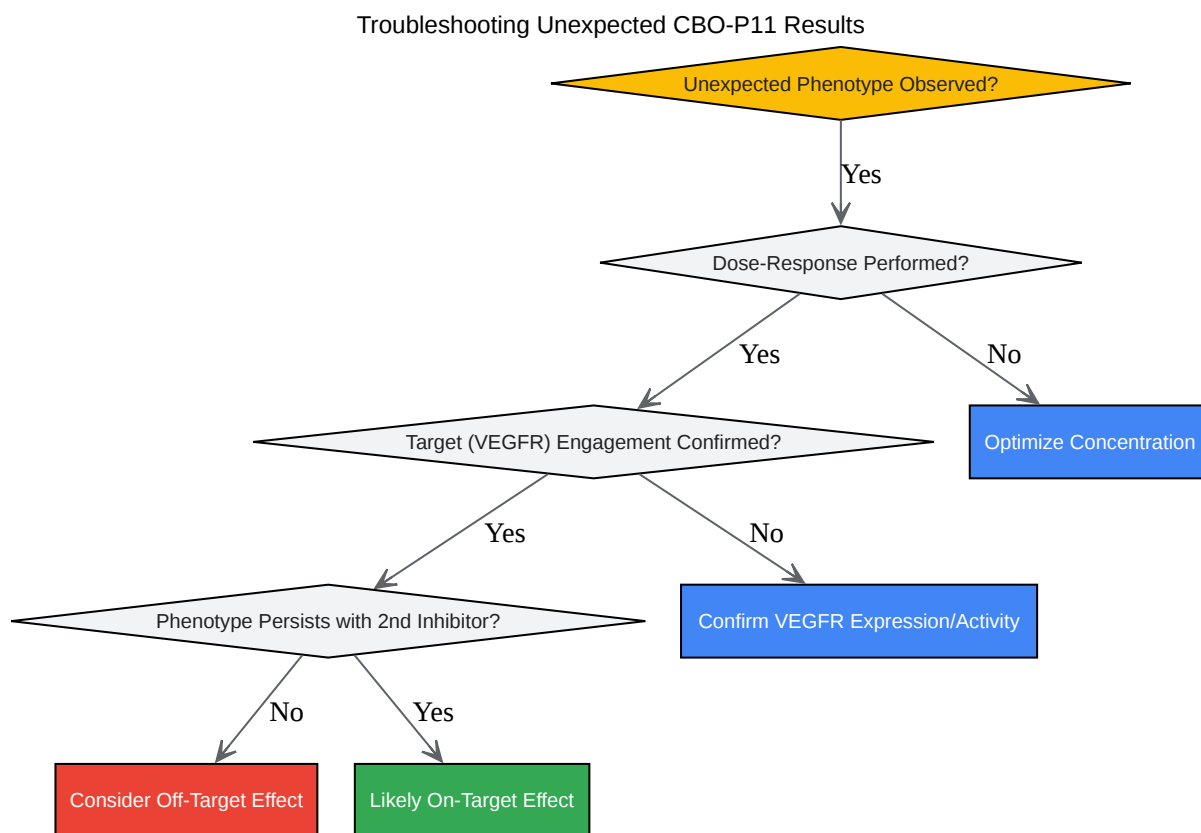 Troubleshooting Unexpected CBO-P11 Results
Unexpected Phenotype Observed?
Yes
Dose-Response Performed?
Yes
No
Target (VEGFR) Engagement Confirmed?
Optimize Concentration
Yes
No
Phenotype Persists with 2nd Inhibitor?
Confirm VEGFR Expression/Activity
No
Yes
Consider Off-Target Effect
Likely On-Target Effect